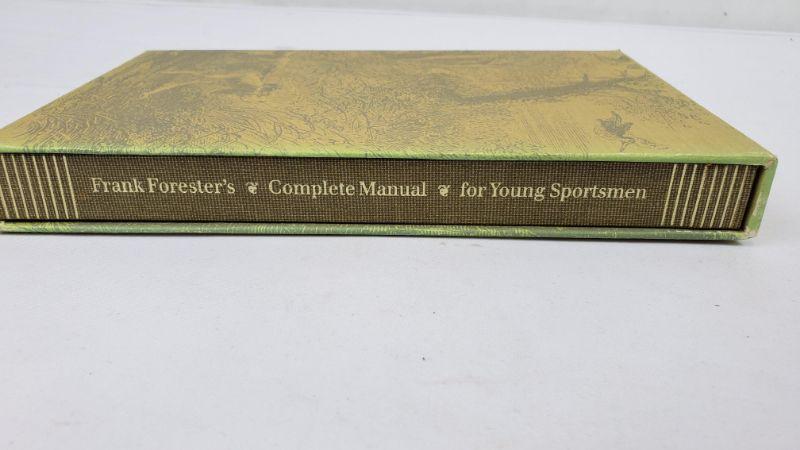 Frank Forester's ❦ Complete Manual ❦ for Young Sportsmen